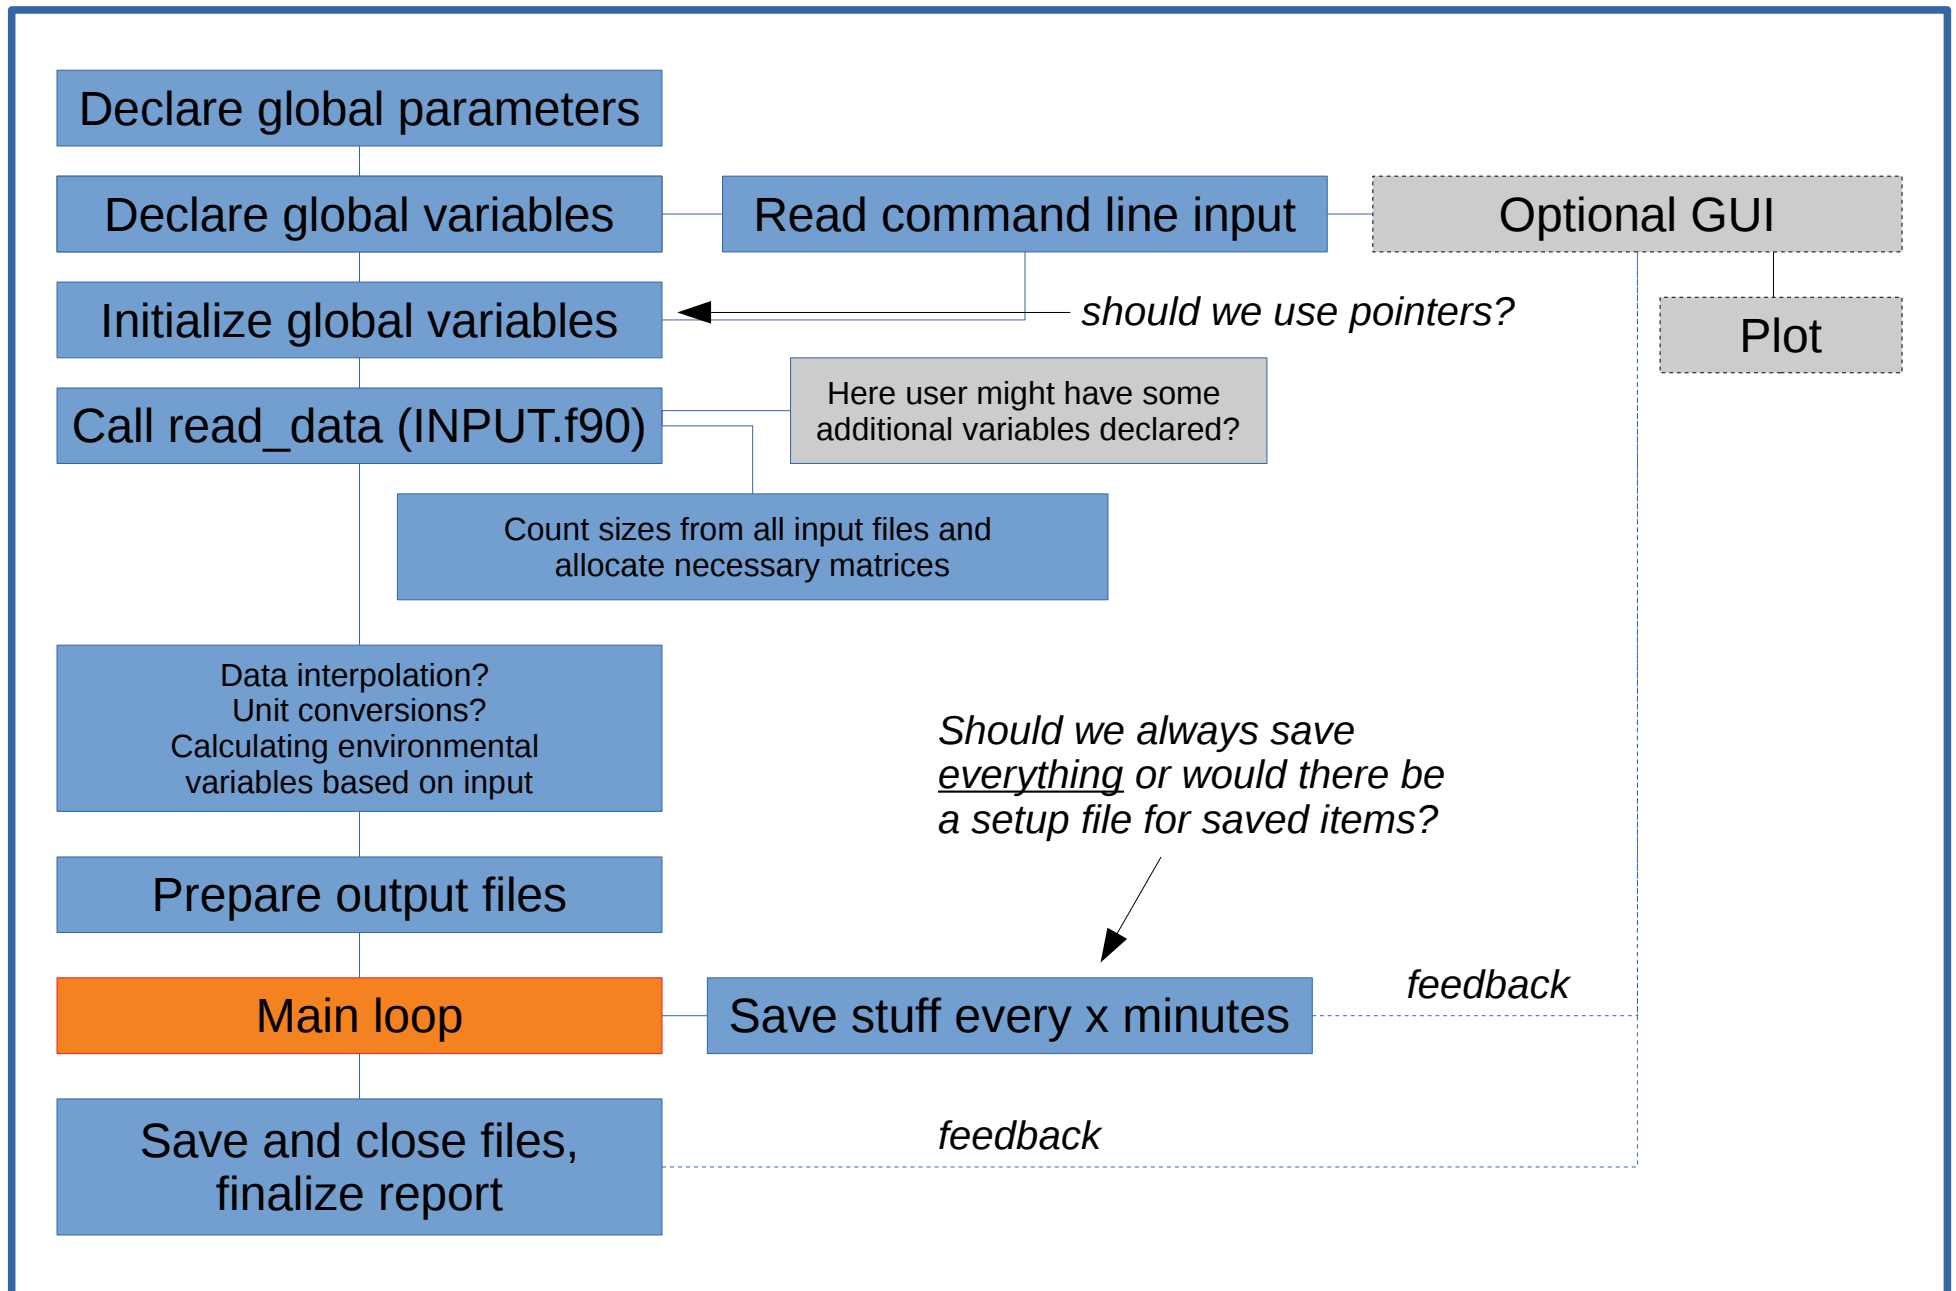 Declare global parameters
Declare global variables
Read command line input
Optional GUI
Initialize global variables
should we use pointers?
Plot
Call read_data (INPUT.f90)
Here user might have some
additional variables declared?
Count sizes from all input files and
allocate necessary matrices
Data interpolation?
Unit conversions?
Calculating environmental
variables based on input
Should we always save
everything or would there be
a setup file for saved items?
Prepare output files
Main loop
Save stuff every x minutes
feedback
Save and close files,
finalize report
feedback